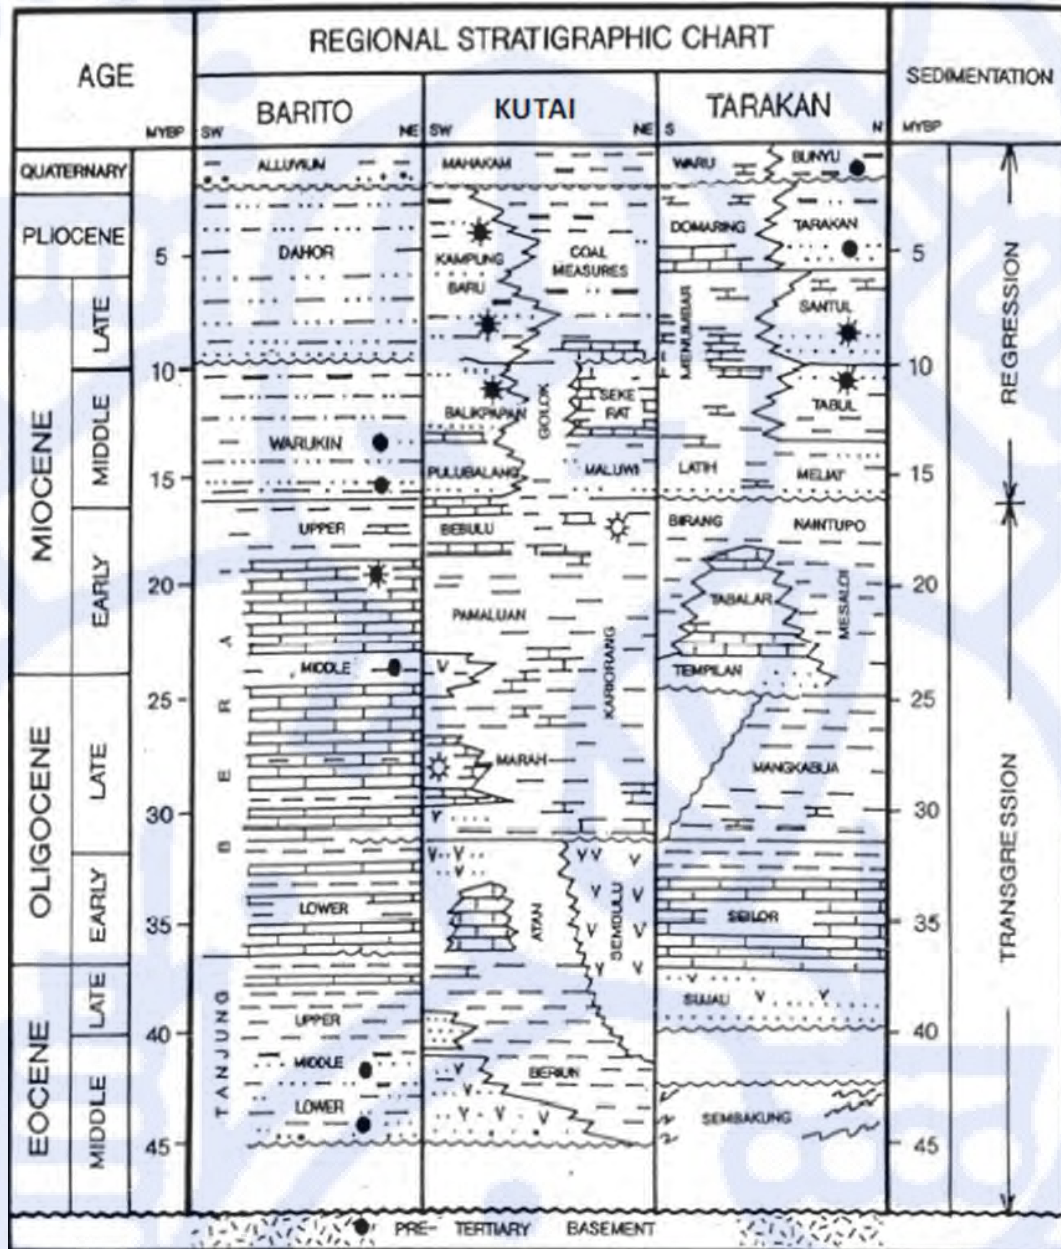 REGIONAL STRATIGRAPHIC CHART
AGE
SEDIMENTATION
BARITO
KUTAI
TARAKAN
MYBP
SW
NE
SW
NE
S
N
MYBP
QUATERNARY
PLIOCENE
MIOCENE
LATE
MIDDLE
EARLY
OLIGOCENE
LATE
EARLY
EOCENE
LATE
MIDDLE
5
10
15
20
25
30
35
40
45
ALLUVIUM
DAHOR
WARUKIN
UPPER
MIDDLE
LOWER
BERAI
UPPER
MIDDLE
LOWER
TANJUNG
MAHAKAM
KAMPUNG
BARU
COAL
MEASURES
BALIKPAPAN
GOLOK
SEKE
RAT
PULUBALANG
MALUWI
BEBULU
PAMALUAN
KARIORANG
MARAH
ATAN
SEMBULU
BERIUN
WARU
BUNYU
DOMARING
TARAKAN
MENUMBAR
SANTUL
TABUL
LATIH
MELIAT
BIRANG
NAINTUPO
TABALAR
MESALOI
TEMPILAN
MANGKABUA
SEILOR
SUJAU
SEMBAKUNG
5
10
15
20
25
30
35
40
45
REGRESSION
TRANSGRESSION
PRE- TERTIARY BASEMENT